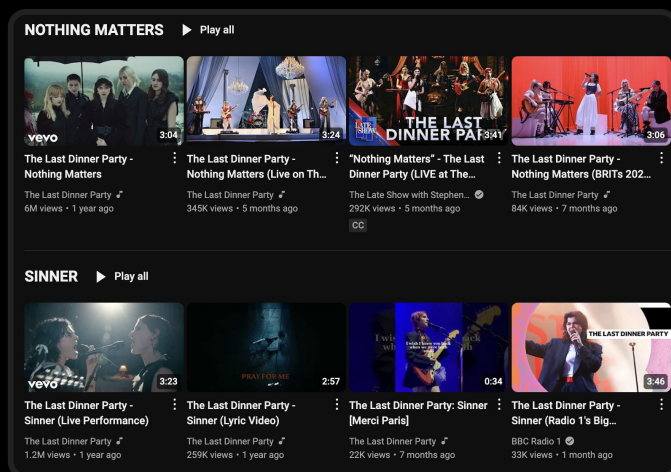 NOTHING MATTERS Play all
vevo 3:04
The Last Dinner Party -
Nothing Matters
The Last Dinner Party
6M views • 1 year ago
3:24
The Last Dinner Party -
Nothing Matters (Live on Th...
The Last Dinner Party
345K views • 5 months ago
LATE SHOW
THE LAST
DINNER PAR
3:41
“Nothing Matters” - The Last
Dinner Party (LIVE at The...
The Late Show with Stephen...
292K views • 5 months ago
CC
3:06
The Last Dinner Party -
Nothing Matters (BRITs 202...
The Last Dinner Party
84K views • 7 months ago
SINNER Play all
vevo 3:23
The Last Dinner Party -
Sinner (Live Performance)
The Last Dinner Party
1.2M views • 1 year ago
PRAY FOR ME
2:57
The Last Dinner Party -
Sinner (Lyric Video)
The Last Dinner Party
259K views • 1 year ago
I wish I knew you back
0:34
The Last Dinner Party: Sinner
[Merci Paris]
The Last Dinner Party
22K views • 7 months ago
THE LAST DINNER PARTY
3:46
The Last Dinner Party -
Sinner (Radio 1's Big...
BBC Radio 1
33K views • 1 month ago